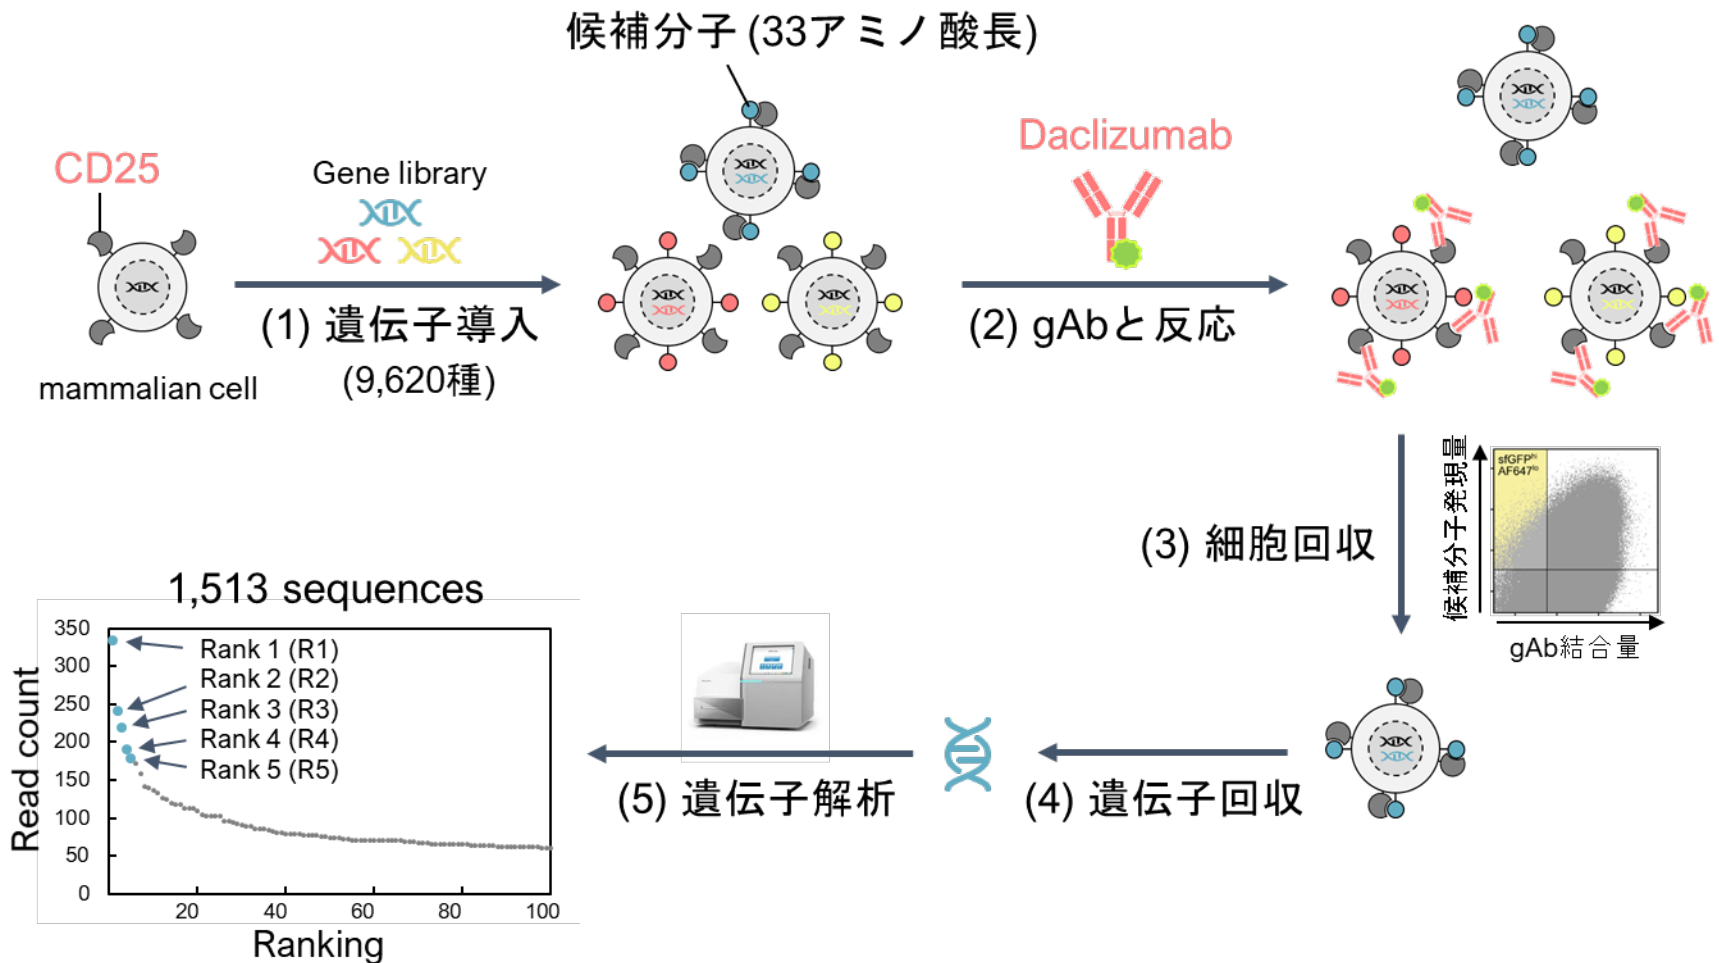 候補分子 (33アミノ酸長)
CD25
Gene library
mammalian cell
(1) 遺伝子導入
(9,620種)
Daclizumab
(2) gAbと反応
候補分子発現量
sfGFPhi
AF647lo
gAb結合量
(3) 細胞回収
(4) 遺伝子回収
(5) 遺伝子解析
1,513 sequences
Read count
350
300
250
200
150
100
50
0
Rank 1 (R1)
Rank 2 (R2)
Rank 3 (R3)
Rank 4 (R4)
Rank 5 (R5)
20 40 60 80 100
Ranking